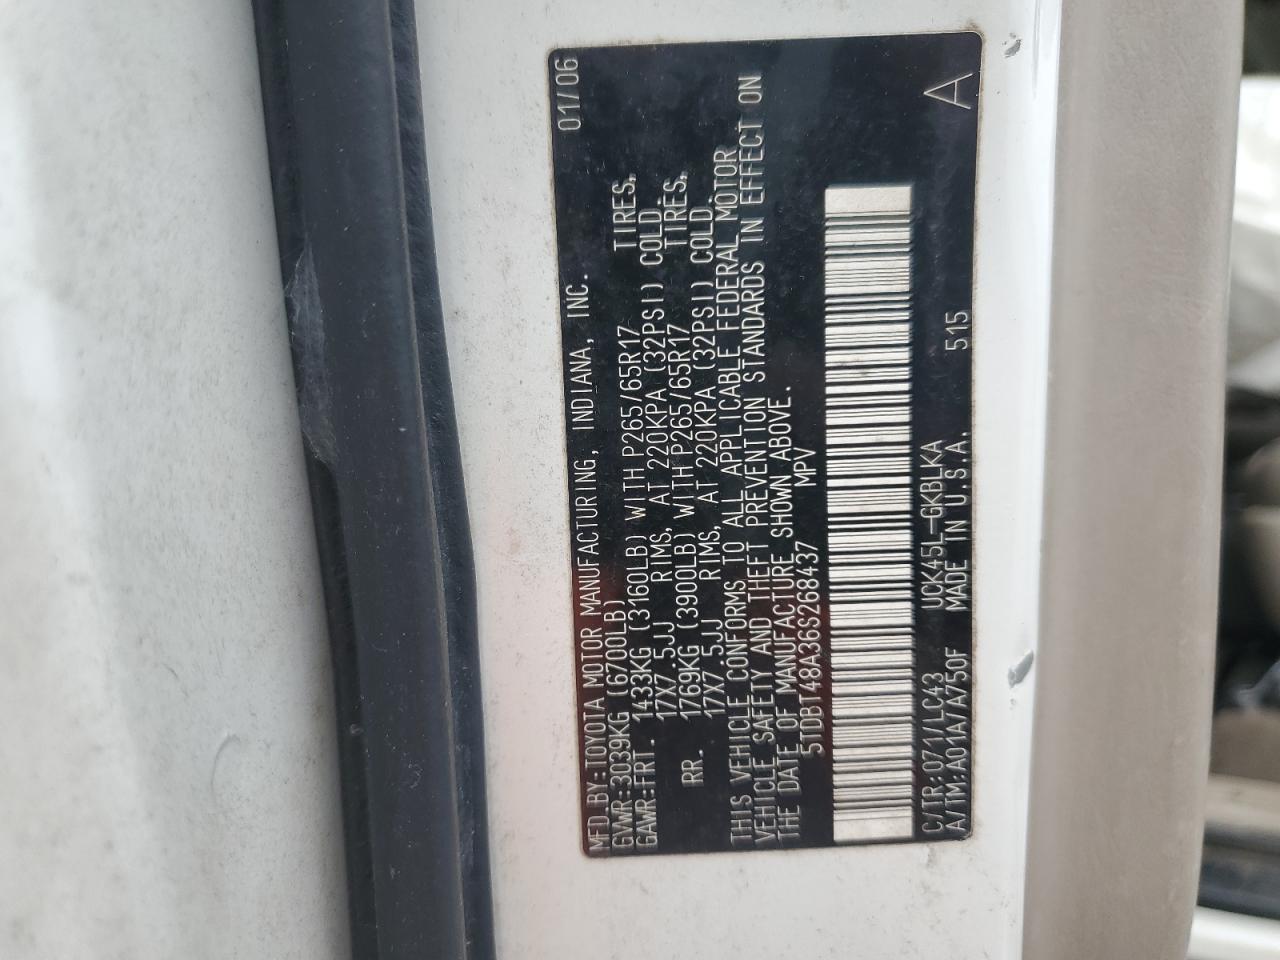 MFD.BY:TOYOTA MOTOR MANUFACTURING, INDIANA, INC. 01/06
GVWR:3039KG (6700LB)
GAWR:FRT. 1433KG (3160LB) WITH P265/65R17 TIRES,
17X7.5JJ RIMS, AT 220KPA (32PSI) COLD.
RR. 1769KG (3900LB) WITH P265/65R17 TIRES,
17X7.5JJ RIMS, AT 220KPA (32PSI) COLD.
THIS VEHICLE CONFORMS TO ALL APPLICABLE FEDERAL MOTOR
VEHICLE SAFETY AND THEFT PREVENTION STANDARDS IN EFFECT ON
THE DATE OF MANUFACTURE SHOWN ABOVE.
5TDBT48A36S268437 MPV
C/TR:071/LC43 UCK45L-GKBLKA 515 A
A/TM:A01A/A750F MADE IN U.S.A.